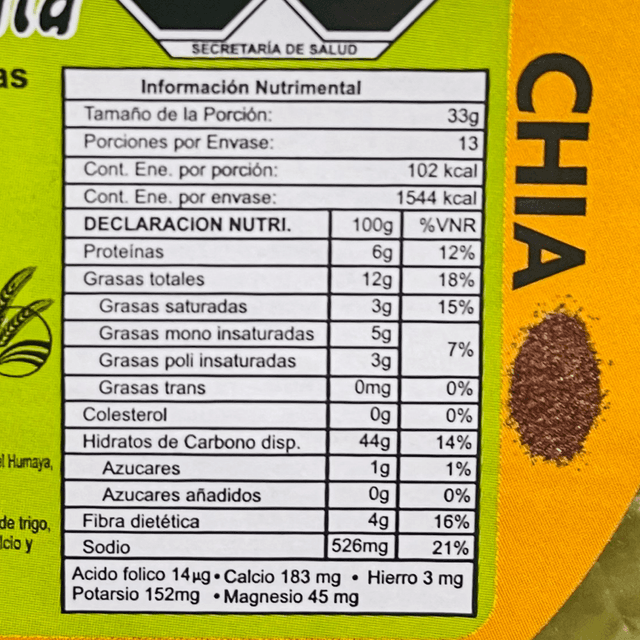 SECRETARÍA DE SALUD
as
Información Nutrimental
Tamaño de la Porción: 33g
Porciones por Envase: 13
Cont. Ene. por porción: 102 kcal
Cont. Ene. por envase: 1544 kcal
DECLARACION NUTRI. 100g %VNR
Proteínas 6g 12%
Grasas totales 12g 18%
Grasas saturadas 3g 15%
Grasas mono insaturadas 5g
7%
Grasas poli insaturadas 3g
Grasas trans 0mg 0%
Colesterol 0g 0%
Hidratos de Carbono disp. 44g 14%
Azucares 1g 1%
Azucares añadidos 0g 0%
Fibra dietética 4g 16%
Sodio 526mg 21%
Acido folico 14µg • Calcio 183 mg • Hierro 3 mg
Potarsio 152mg • Magnesio 45 mg
CHIA
el Humaya,
de trigo,
lcio y